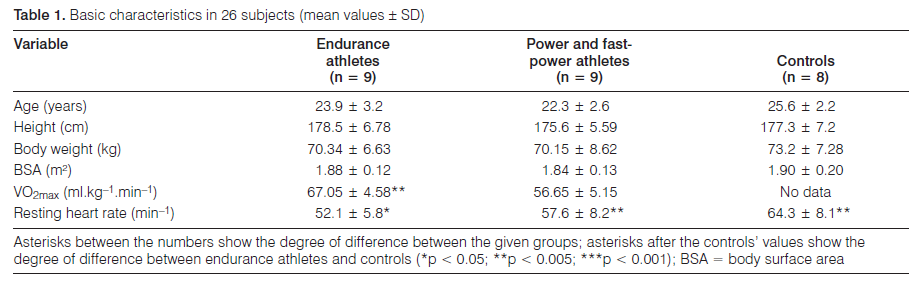 Table 1. Basic characteristics in 26 subjects (mean values ± SD)
Variable Endurance athletes (n = 9) Power and fast-power athletes (n = 9) Controls (n = 8)
Age (years) 23.9 ± 3.2 22.3 ± 2.6 25.6 ± 2.2
Height (cm) 178.5 ± 6.78 175.6 ± 5.59 177.3 ± 7.2
Body weight (kg) 70.34 ± 6.63 70.15 ± 8.62 73.2 ± 7.28
BSA (m²) 1.88 ± 0.12 1.84 ± 0.13 1.90 ± 0.20
VO₂max (ml.kg⁻¹.min⁻¹) 67.05 ± 4.58** 56.65 ± 5.15 No data
Resting heart rate (min⁻¹) 52.1 ± 5.8* 57.6 ± 8.2** 64.3 ± 8.1**
Asterisks between the numbers show the degree of difference between the given groups; asterisks after the controls’ values show the
degree of difference between endurance athletes and controls (*p < 0.05; **p < 0.005; ***p < 0.001); BSA = body surface area